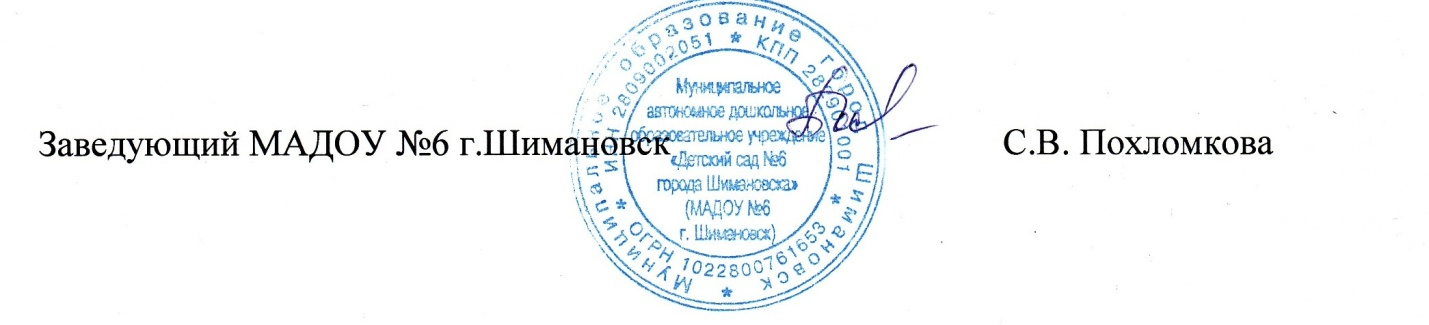 Заведующий МАДОУ №6 г.Шимановск
С.В. Похломкова
Муниципальное образование город Шимановск
ИНН 2809002051 * КПП 280901001 *
ОГРН 1022800761653
Муниципальное
автономное дошкольное
образовательное учреждение
«Детский сад №6
города Шимановска»
(МАДОУ №6
г. Шимановск)